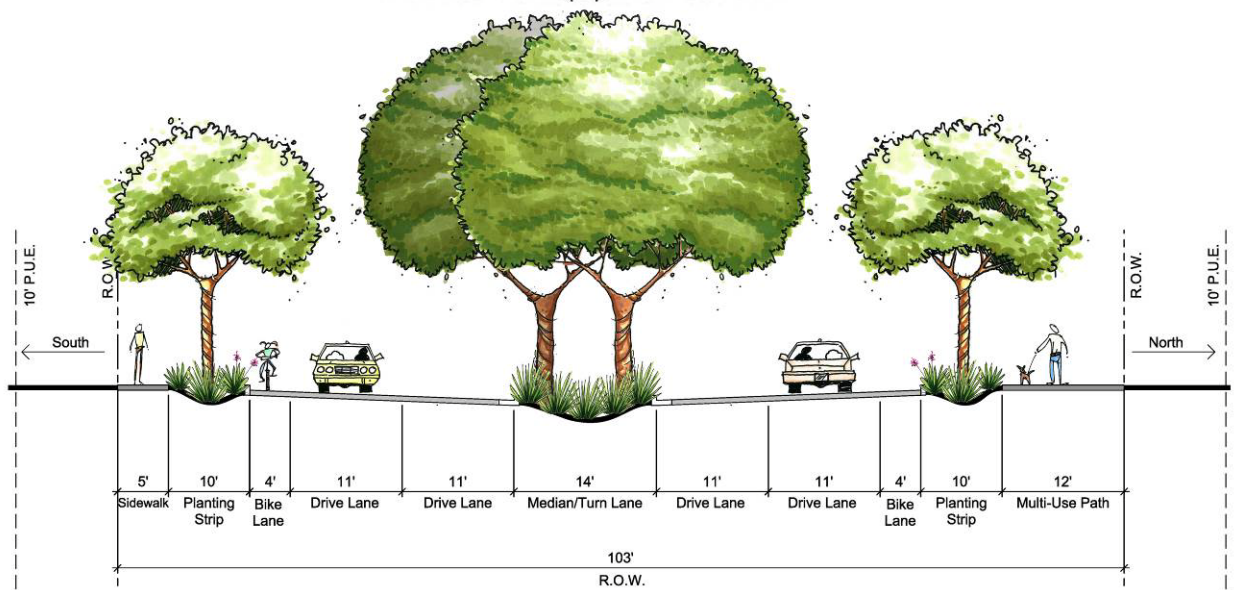 10' P.U.E.
R.O.W.
South
R.O.W.
10' P.U.E.
North
5'
10'
4'
11'
11'
14'
11'
11'
4'
10'
12'
Sidewalk
Planting
Strip
Bike
Lane
Drive Lane
Drive Lane
Median/Turn Lane
Drive Lane
Drive Lane
Bike
Lane
Planting
Strip
Multi-Use Path
103'
R.O.W.